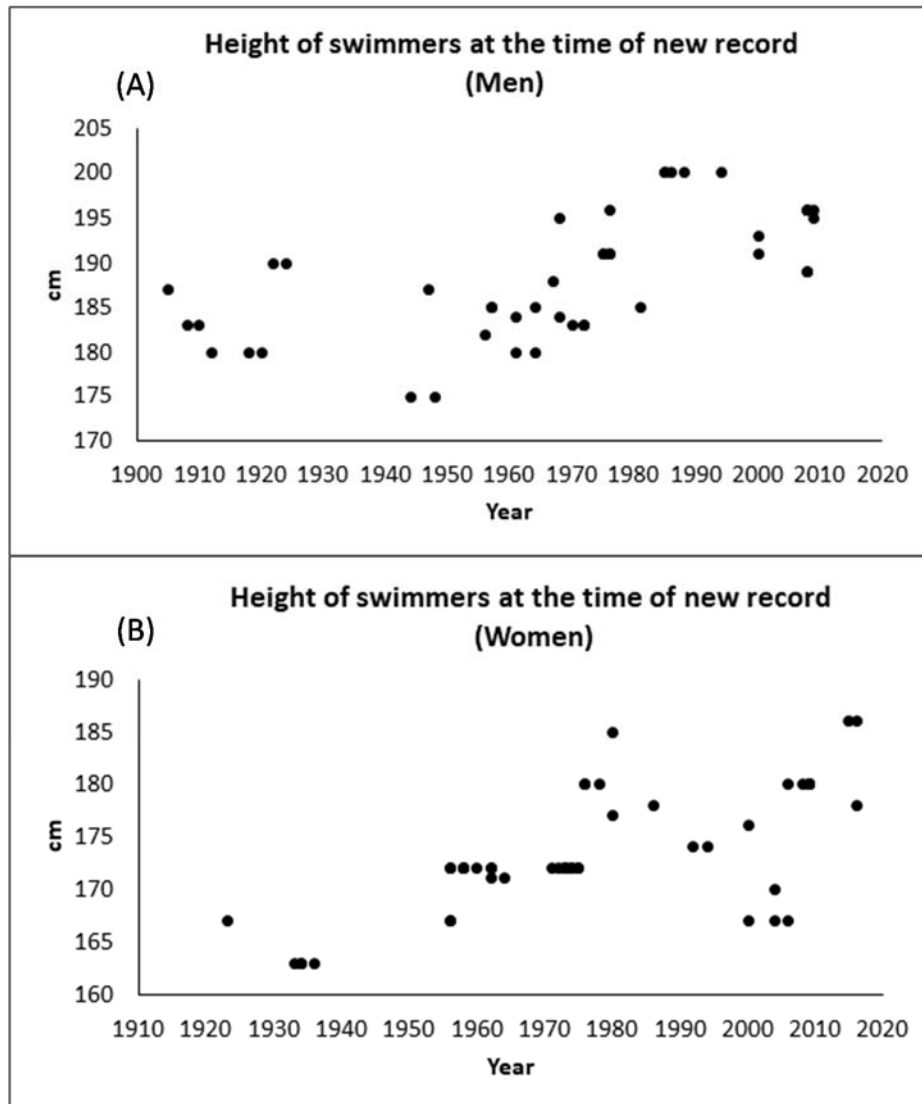 Height of swimmers at the time of new record
(Men)
(A)
205
200
195
190
185
180
175
170
cm
1900 1910 1920 1930 1940 1950 1960 1970 1980 1990 2000 2010 2020
Year
Height of swimmers at the time of new record
(Women)
(B)
190
185
180
175
170
165
160
cm
1910 1920 1930 1940 1950 1960 1970 1980 1990 2000 2010 2020
Year